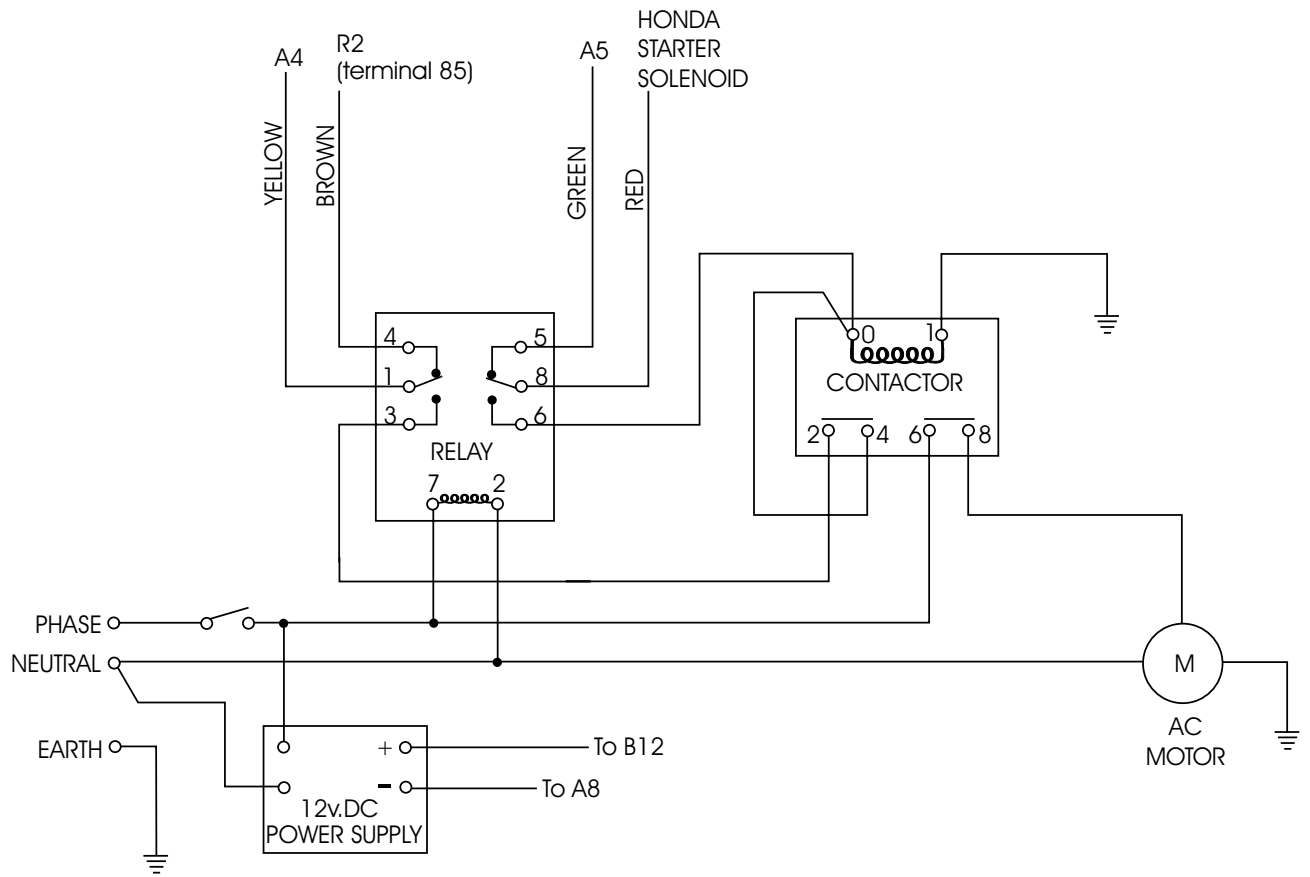 HONDA
STARTER
SOLENOID
A4
R2
(terminal 85)
A5
YELLOW
BROWN
GREEN
RED
4
5
1
8
3
6
RELAY
7
2
0
1
CONTACTOR
2
4
6
8
PHASE
NEUTRAL
EARTH
M
AC
MOTOR
+
To B12
-
To A8
12v.DC
POWER SUPPLY